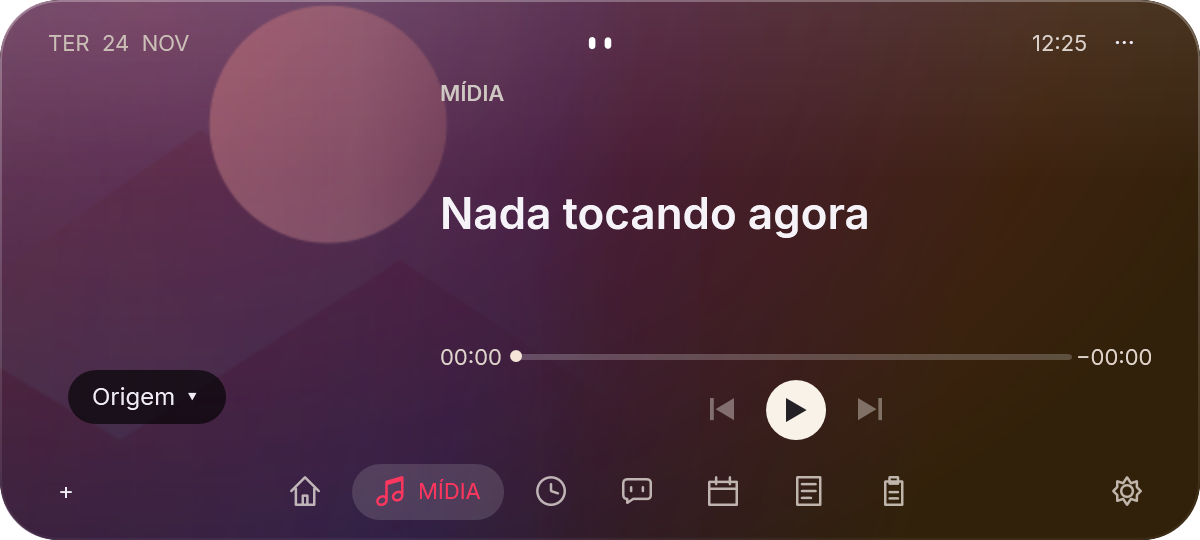 TER 24 NOV
12:25
MÍDIA
Nada tocando agora
00:00
−00:00
Origem
MÍDIA